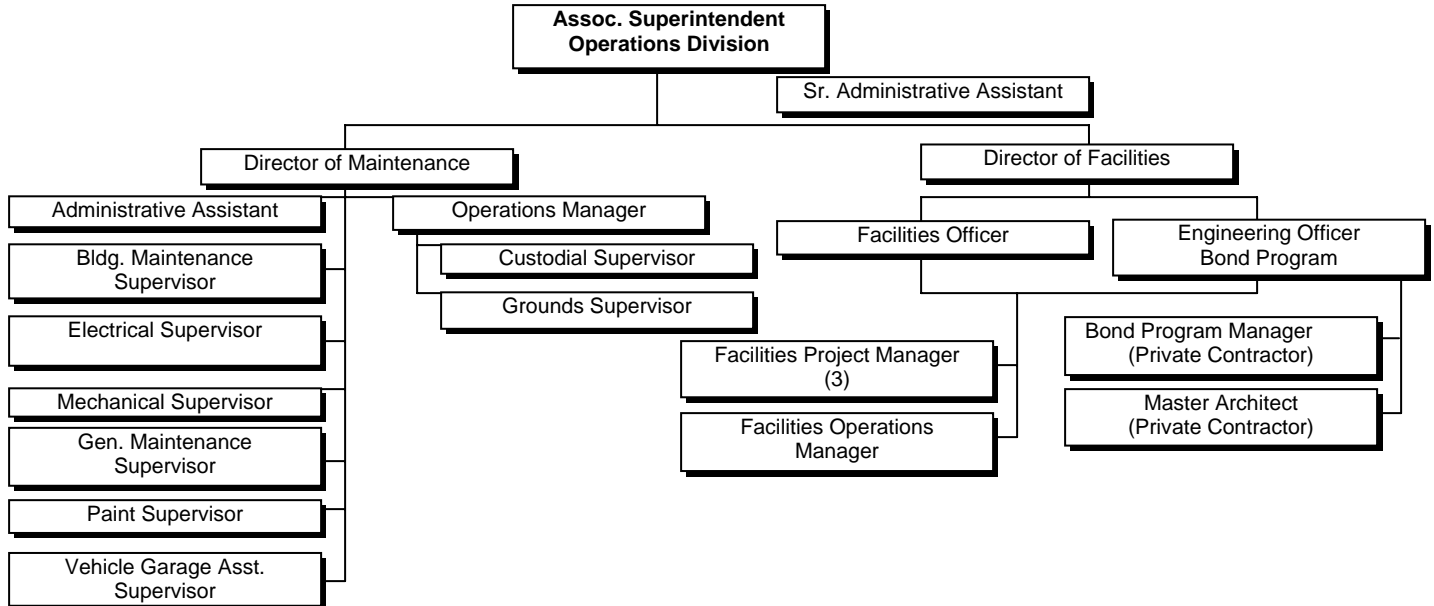 Assoc. Superintendent
Operations Division
Sr. Administrative Assistant
Director of Maintenance
Director of Facilities
Administrative Assistant
Operations Manager
Facilities Officer
Engineering Officer
Bond Program
Bldg. Maintenance
Supervisor
Custodial Supervisor
Grounds Supervisor
Electrical Supervisor
Bond Program Manager
(Private Contractor)
Facilities Project Manager
(3)
Mechanical Supervisor
Master Architect
(Private Contractor)
Facilities Operations
Manager
Gen. Maintenance
Supervisor
Paint Supervisor
Vehicle Garage Asst.
Supervisor